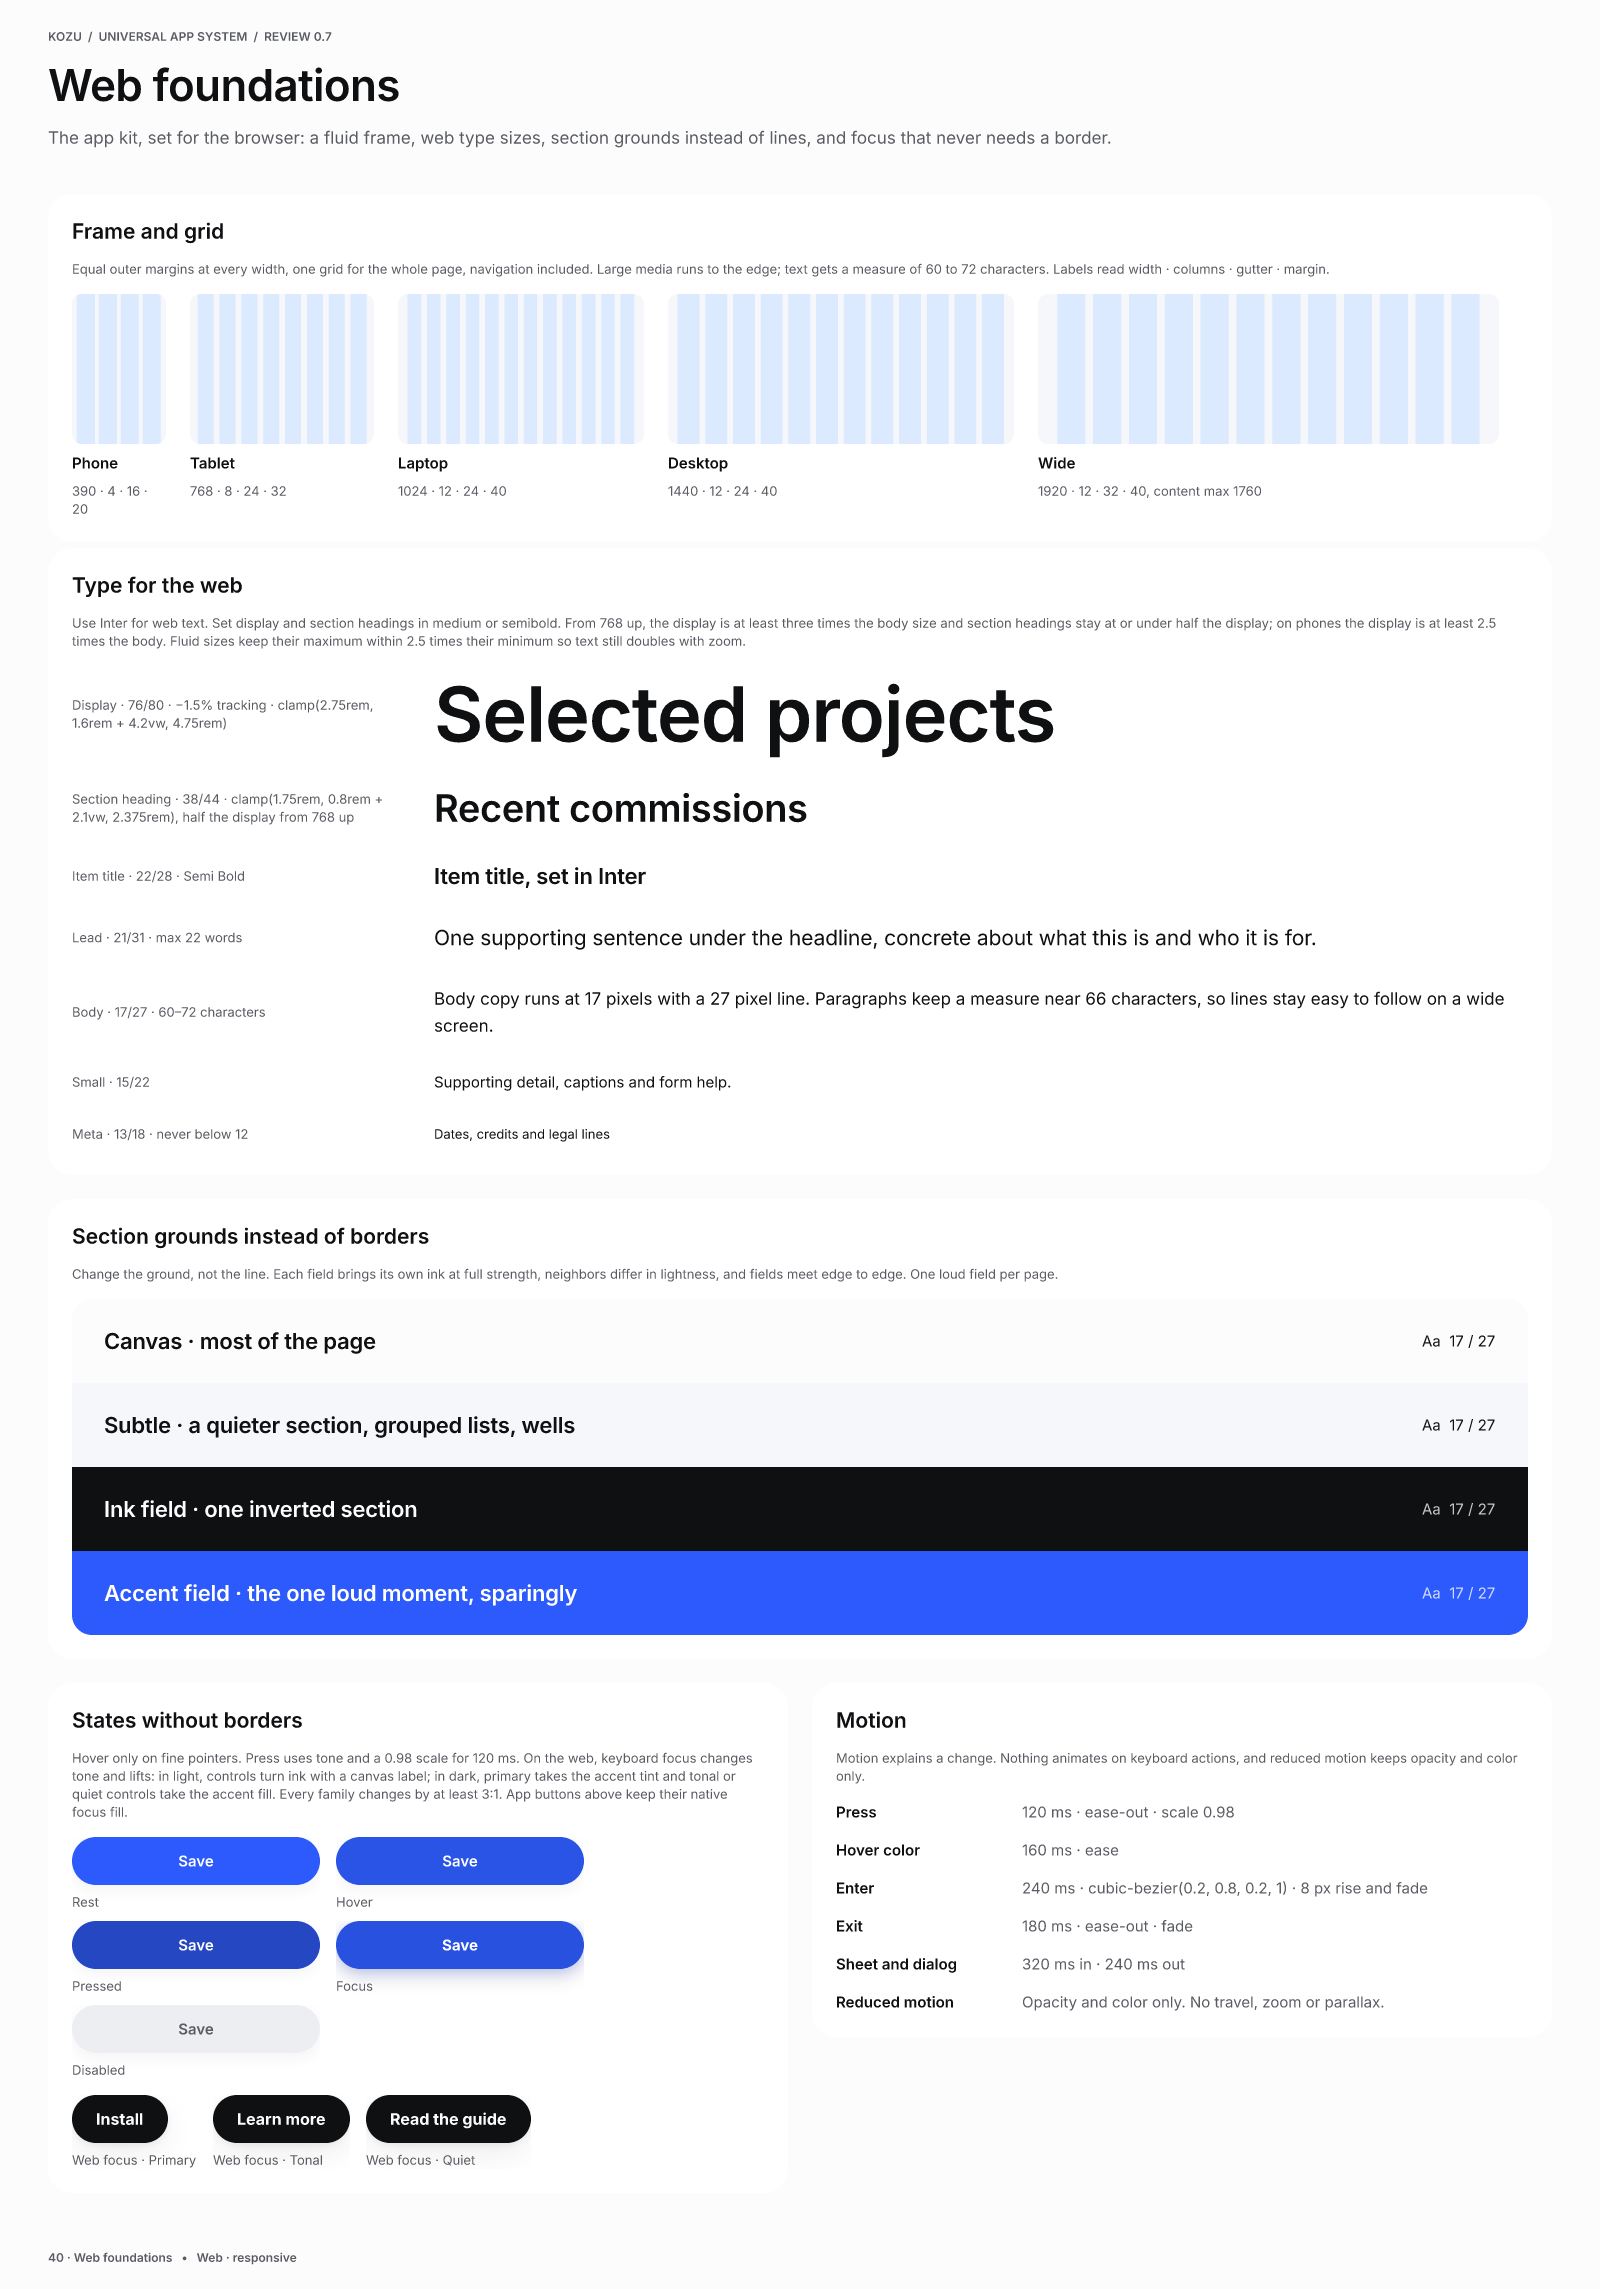 KOZU / UNIVERSAL APP SYSTEM / REVIEW 0.7
Web foundations
The app kit, set for the browser: a fluid frame, web type sizes, section grounds instead of lines, and focus that never needs a border.
Frame and grid
Equal outer margins at every width, one grid for the whole page, navigation included. Large media runs to the edge; text gets a measure of 60 to 72 characters. Labels read width · columns · gutter · margin.
Phone
390 · 4 · 16 ·
20
Tablet
768 · 8 · 24 · 32
Laptop
1024 · 12 · 24 · 40
Desktop
1440 · 12 · 24 · 40
Wide
1920 · 12 · 32 · 40, content max 1760
Type for the web
Use Inter for web text. Set display and section headings in medium or semibold. From 768 up, the display is at least three times the body size and section headings stay at or under half the display; on phones the display is at least 2.5
times the body. Fluid sizes keep their maximum within 2.5 times their minimum so text still doubles with zoom.
Display · 76/80 · −1.5% tracking · clamp(2.75rem,
1.6rem + 4.2vw, 4.75rem)
Selected projects
Section heading · 38/44 · clamp(1.75rem, 0.8rem +
2.1vw, 2.375rem), half the display from 768 up
Recent commissions
Item title · 22/28 · Semi Bold
Item title, set in Inter
Lead · 21/31 · max 22 words
One supporting sentence under the headline, concrete about what this is and who it is for.
Body · 17/27 · 60–72 characters
Body copy runs at 17 pixels with a 27 pixel line. Paragraphs keep a measure near 66 characters, so lines stay easy to follow on a wide
screen.
Small · 15/22
Supporting detail, captions and form help.
Meta · 13/18 · never below 12
Dates, credits and legal lines
Section grounds instead of borders
Change the ground, not the line. Each field brings its own ink at full strength, neighbors differ in lightness, and fields meet edge to edge. One loud field per page.
Canvas · most of the page
Aa 17 / 27
Subtle · a quieter section, grouped lists, wells
Aa 17 / 27
Ink field · one inverted section
Aa 17 / 27
Accent field · the one loud moment, sparingly
Aa 17 / 27
States without borders
Hover only on fine pointers. Press uses tone and a 0.98 scale for 120 ms. On the web, keyboard focus changes
tone and lifts: in light, controls turn ink with a canvas label; in dark, primary takes the accent tint and tonal or
quiet controls take the accent fill. Every family changes by at least 3:1. App buttons above keep their native
focus fill.
Save
Save
Rest
Hover
Save
Save
Pressed
Focus
Save
Disabled
Install
Learn more
Read the guide
Web focus · Primary
Web focus · Tonal
Web focus · Quiet
Motion
Motion explains a change. Nothing animates on keyboard actions, and reduced motion keeps opacity and color
only.
Press
120 ms · ease-out · scale 0.98
Hover color
160 ms · ease
Enter
240 ms · cubic-bezier(0.2, 0.8, 0.2, 1) · 8 px rise and fade
Exit
180 ms · ease-out · fade
Sheet and dialog
320 ms in · 240 ms out
Reduced motion
Opacity and color only. No travel, zoom or parallax.
40 · Web foundations • Web · responsive